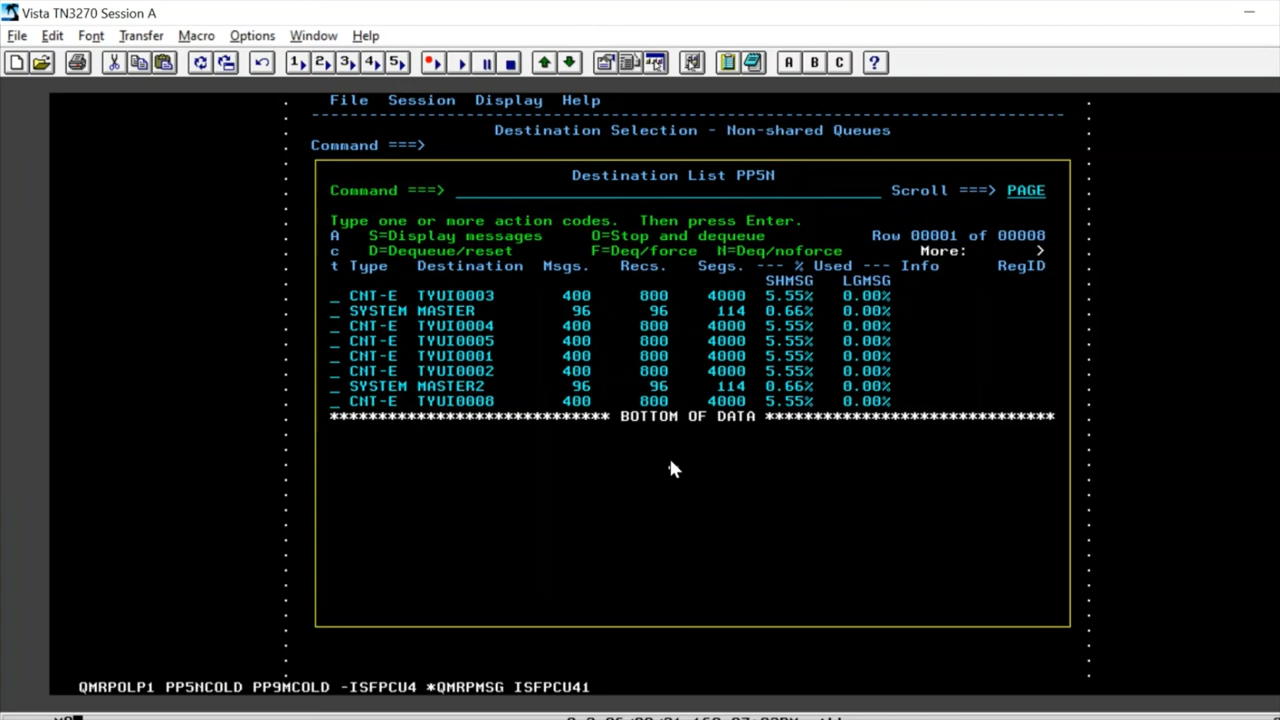 Vista TN3270 Session A
File Edit Font Transfer Macro Options Window Help
1 2 3 4 5 A B C ?
File Session Display Help
Destination Selection - Non-shared Queues
Command ===>
Destination List PP5N
Command ===> Scroll ===> PAGE
Type one or more action codes. Then press Enter.
A S=Display messages O=Stop and dequeue Row 00001 of 00008
c D=Dequeue/reset F=Deq/force N=Deq/noforce More: >
t Type Destination Msgs. Recs. Segs. --- % Used --- Info RegID
SHMSG LGMSG
_ CNT-E TYUI0003 400 800 4000 5.55% 0.00%
_ SYSTEM MASTER 96 96 114 0.66% 0.00%
_ CNT-E TYUI0004 400 800 4000 5.55% 0.00%
_ CNT-E TYUI0005 400 800 4000 5.55% 0.00%
_ CNT-E TYUI0001 400 800 4000 5.55% 0.00%
_ CNT-E TYUI0002 400 800 4000 5.55% 0.00%
_ SYSTEM MASTER2 96 96 114 0.66% 0.00%
_ CNT-E TYUI0008 400 800 4000 5.55% 0.00%
***************************** BOTTOM OF DATA ******************************
QMRPOLP1 PP5NCOLD PP9MCOLD -ISFPCU4 *QMRPMSG ISFPCU41